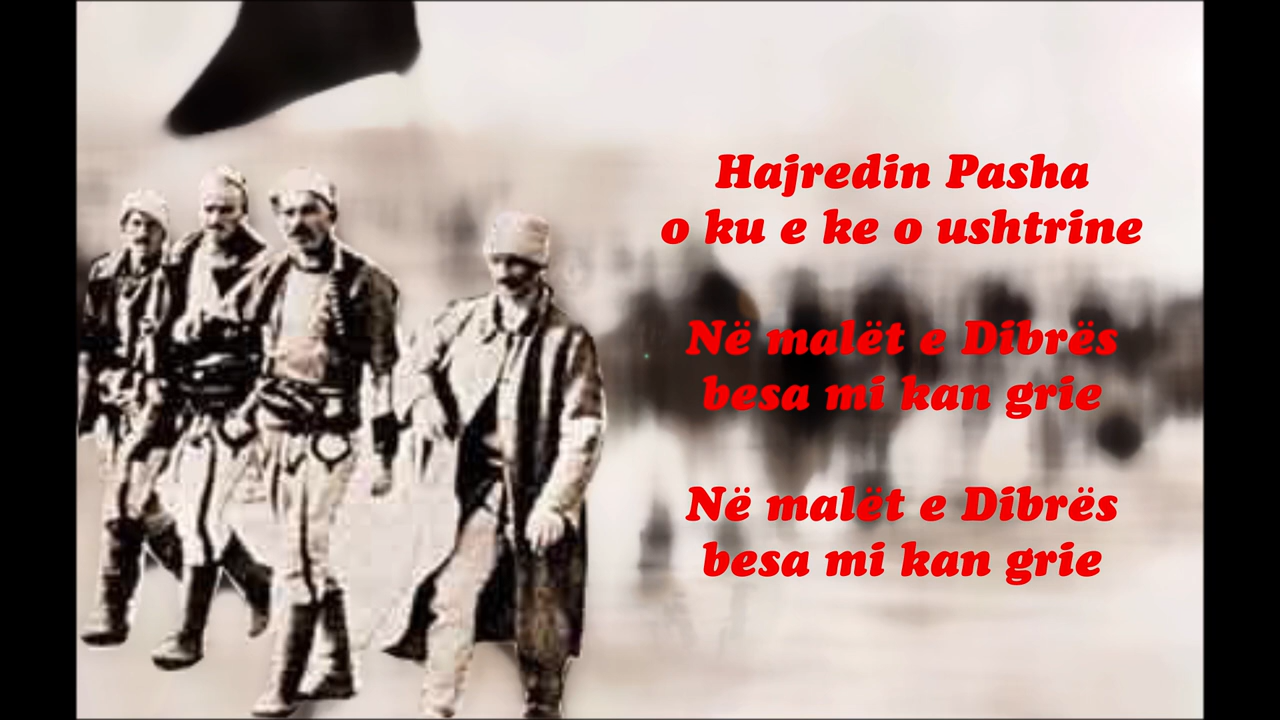 Hajredin Pasha
o ku e ke o ushtrine
Në malët e Dibrës
besa mi kan grie
Në malët e Dibrës
besa mi kan grie